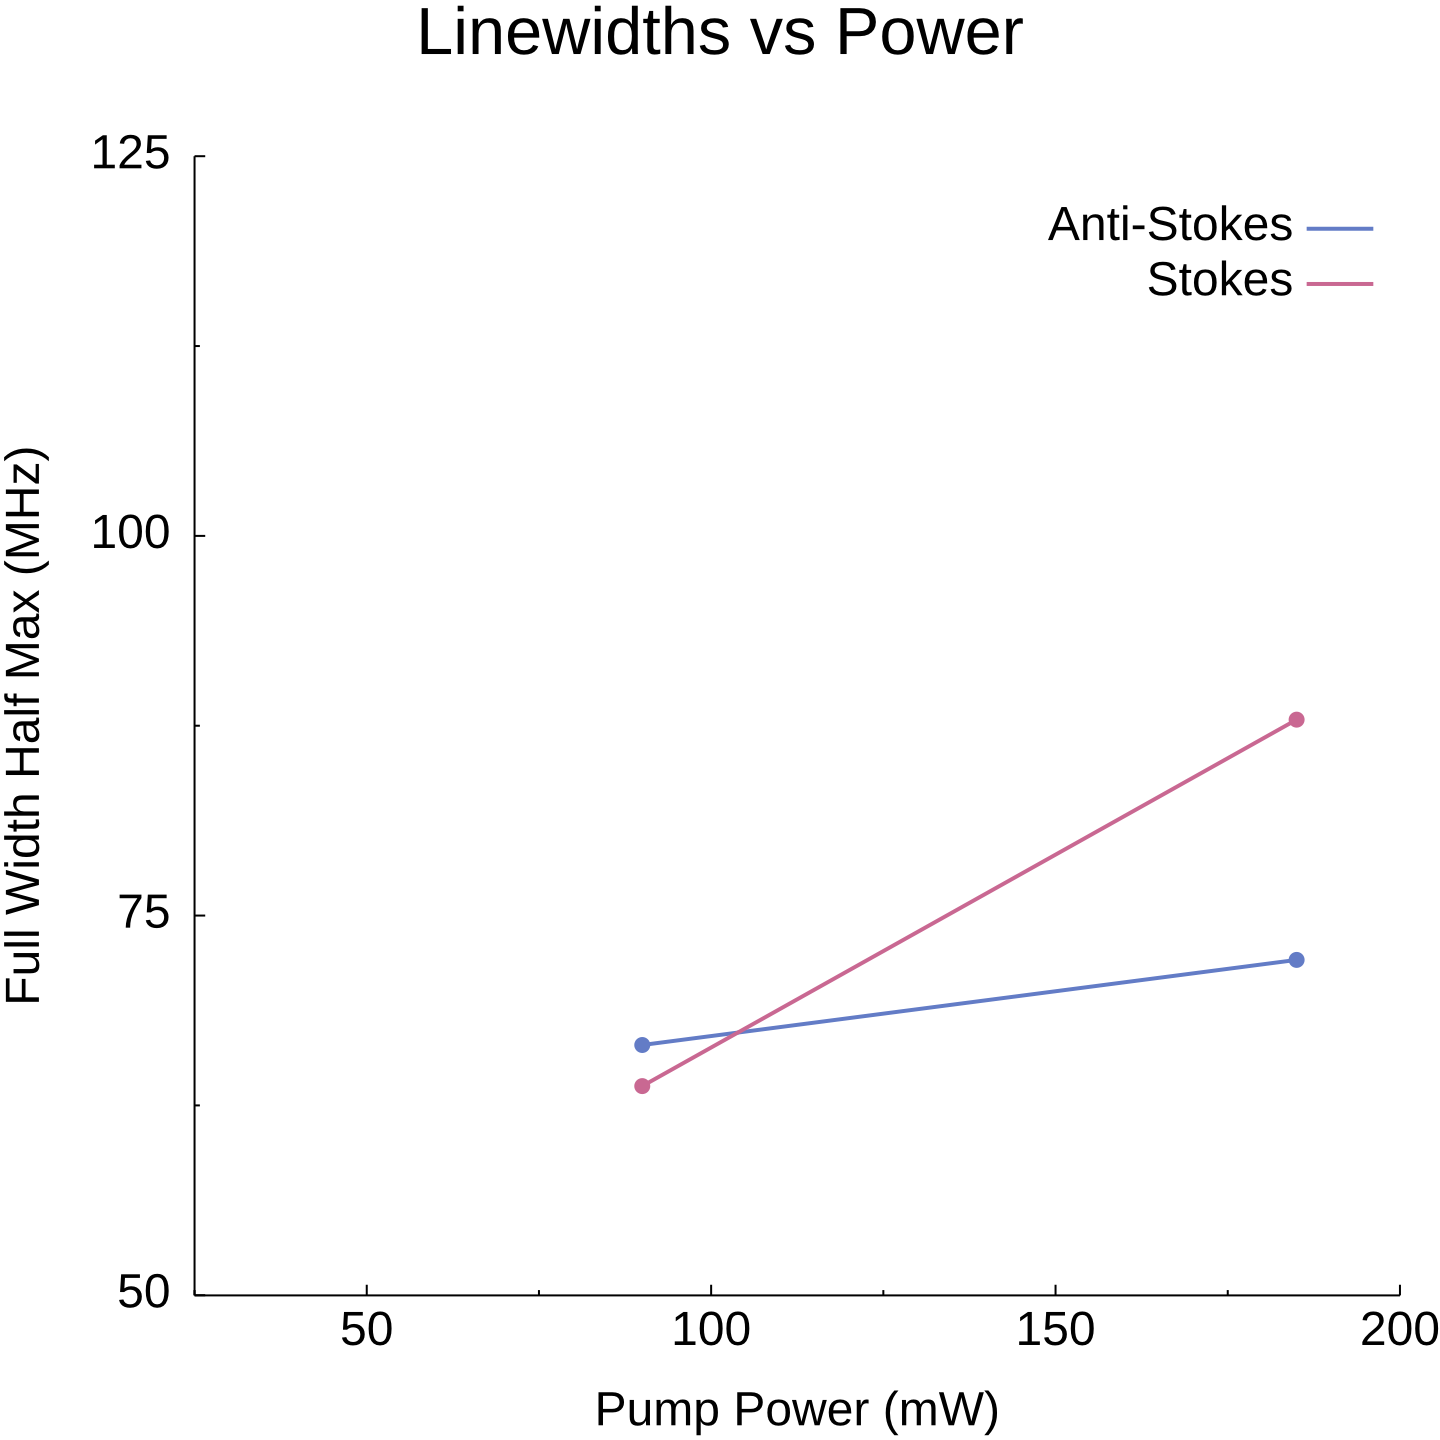 Linewidths vs Power
125
Anti-Stokes
Stokes
100
Full Width Half Max (MHz)
75
50
50 100 150 200
Pump Power (mW)